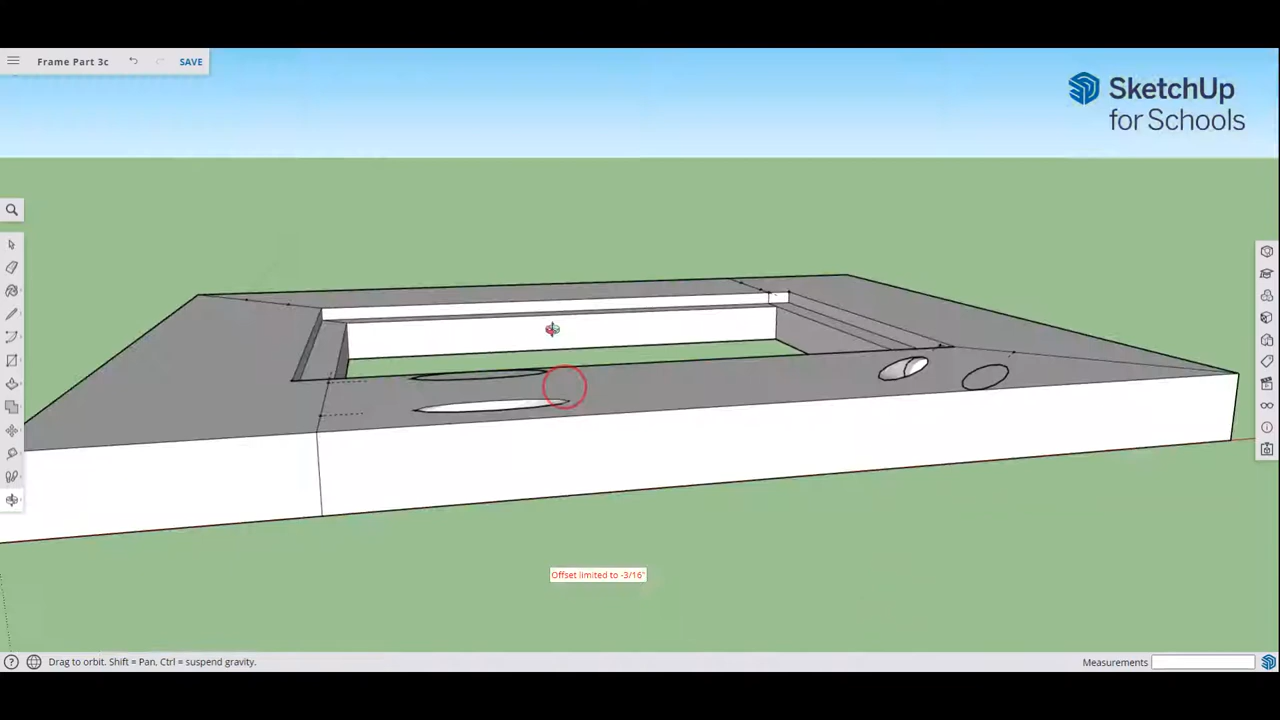 Frame Part 3c
SAVE
SketchUp
for Schools
Offset limited to -3/16"
Drag to orbit. Shift = Pan, Ctrl = suspend gravity.
Measurements